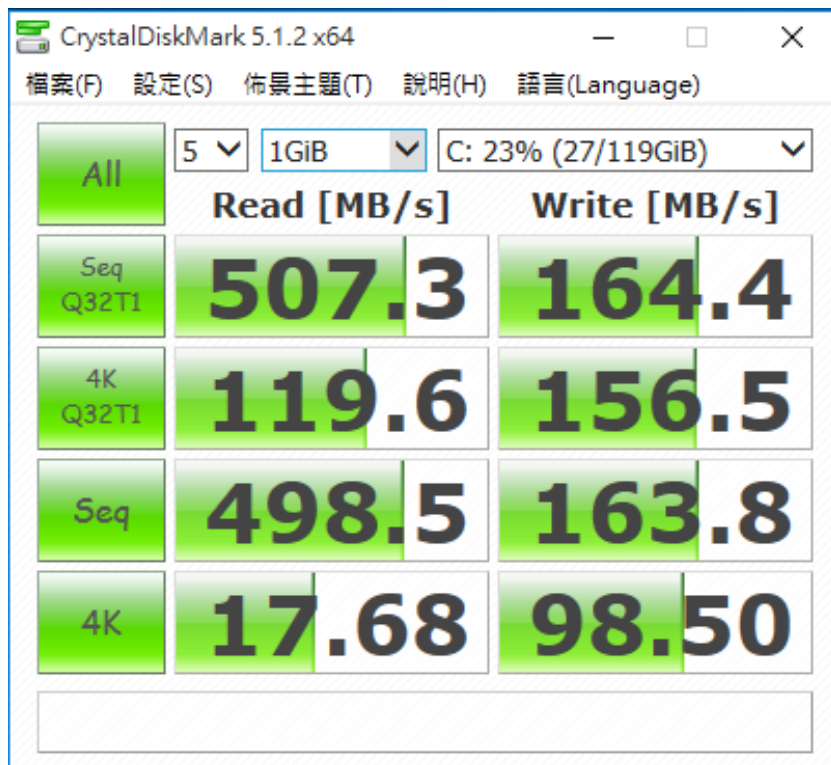 CrystalDiskMark 5.1.2 x64
檔案(F) 設定(S) 佈景主題(T) 說明(H) 語言(Language)
All 5 1GiB C: 23% (27/119GiB)
Read [MB/s] Write [MB/s]
Seq
Q32T1 507.3 164.4
4K
Q32T1 119.6 156.5
Seq 498.5 163.8
4K 17.68 98.50